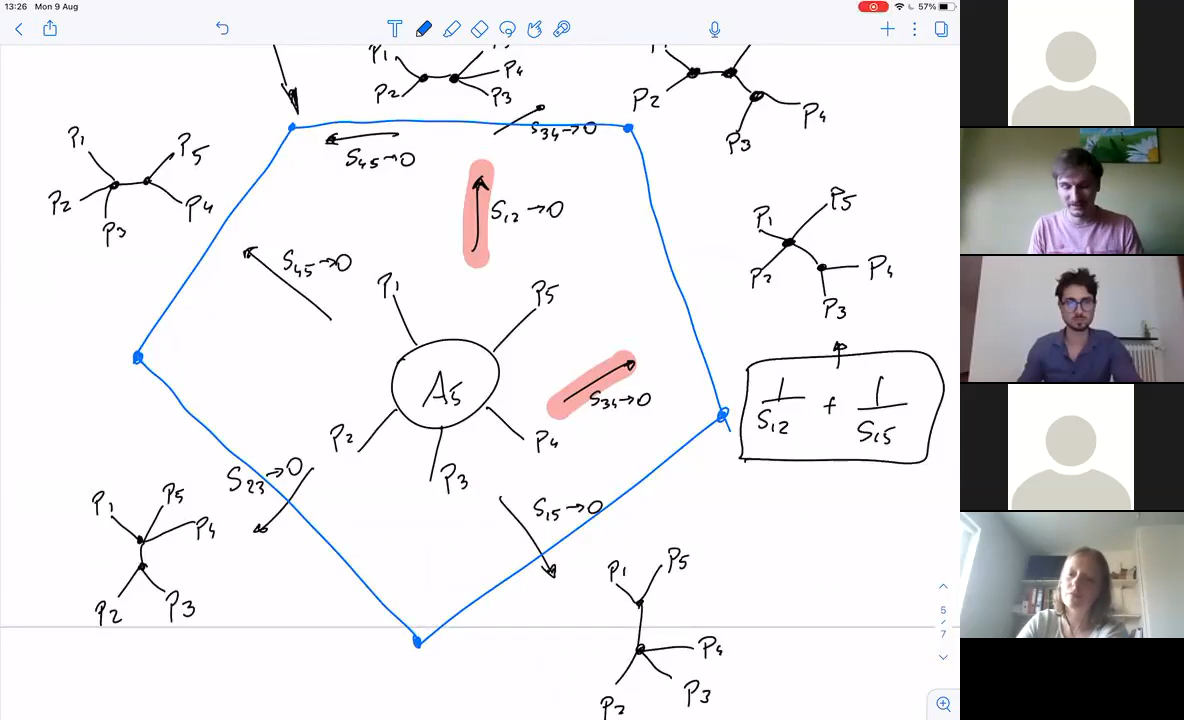 13:26 Mon 9 Aug
57%
P1
P4
P2
P3
P2
P4
P3
S34→0
S45→0
P1
P5
P2
P4
P3
S12→0
P1
P5
P2
P4
P3
S45→0
P1
P5
A5
S34→0
P2
P4
P3
1/S12 + 1/S15
S23→0
S15→0
P1
P5
P4
P2
P3
P1
P5
P4
P2
P3
5
/
7